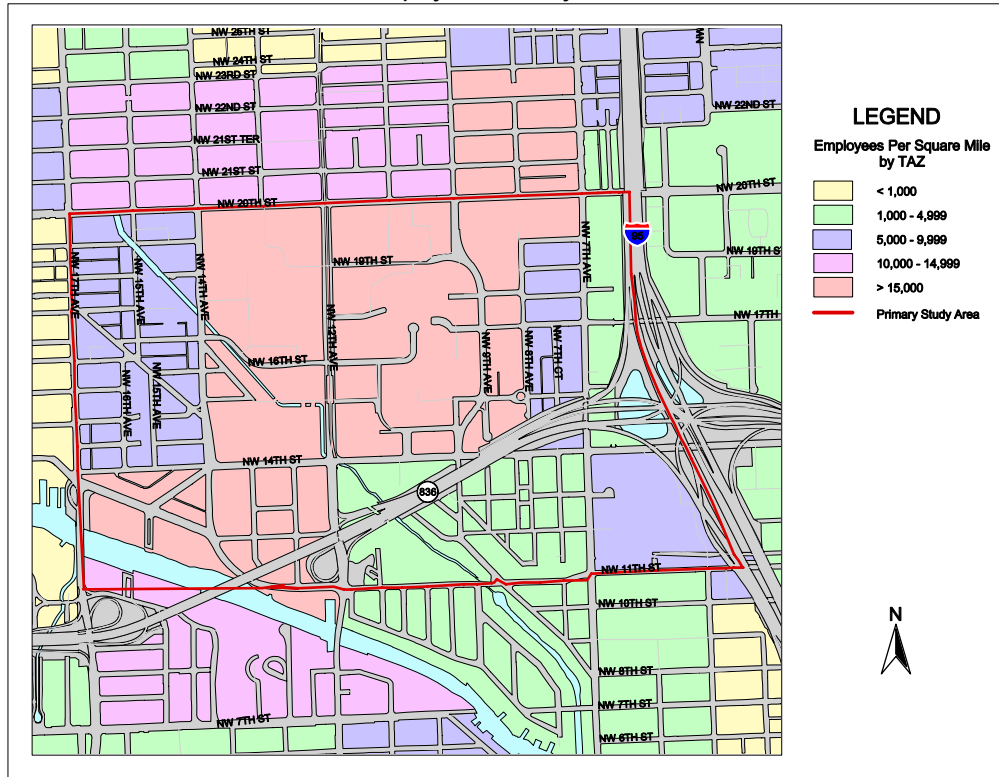 NW 25TH ST
NW 24TH ST
NW 23RD ST
NW 22ND ST
NW 22ND ST
NW 21ST TER
NW 21ST ST
NW 20TH ST
NW 20TH ST
NW 19TH ST
NW 19TH S
NW 17TH AVE
NW 15TH AVE
NW 14TH AVE
NW 12TH AVE
NW 7TH AVE
95
NW 17TH
NW 16TH ST
NW 9TH AVE
NW 8TH AVE
NW 7TH CT
NW 16TH AVE
NW 15TH AVE
NW 14TH ST
836
NW 11TH ST
NW 10TH ST
NW 8TH ST
NW 7TH ST
NW 7TH ST
NW 6TH ST
LEGEND
Employees Per Square Mile
by TAZ
< 1,000
1,000 - 4,999
5,000 - 9,999
10,000 - 14,999
> 15,000
Primary Study Area
N